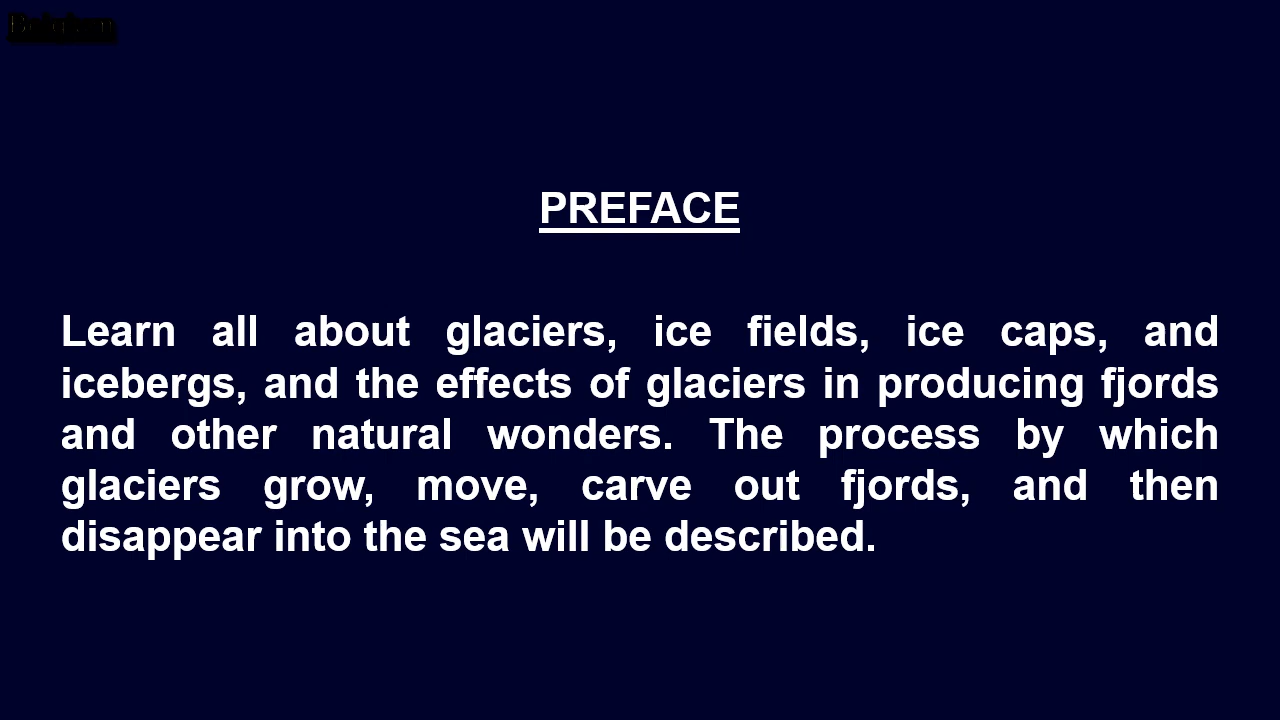 PREFACE
Learn all about glaciers, ice fields, ice caps, and
icebergs, and the effects of glaciers in producing fjords
and other natural wonders. The process by which
glaciers grow, move, carve out fjords, and then
disappear into the sea will be described.